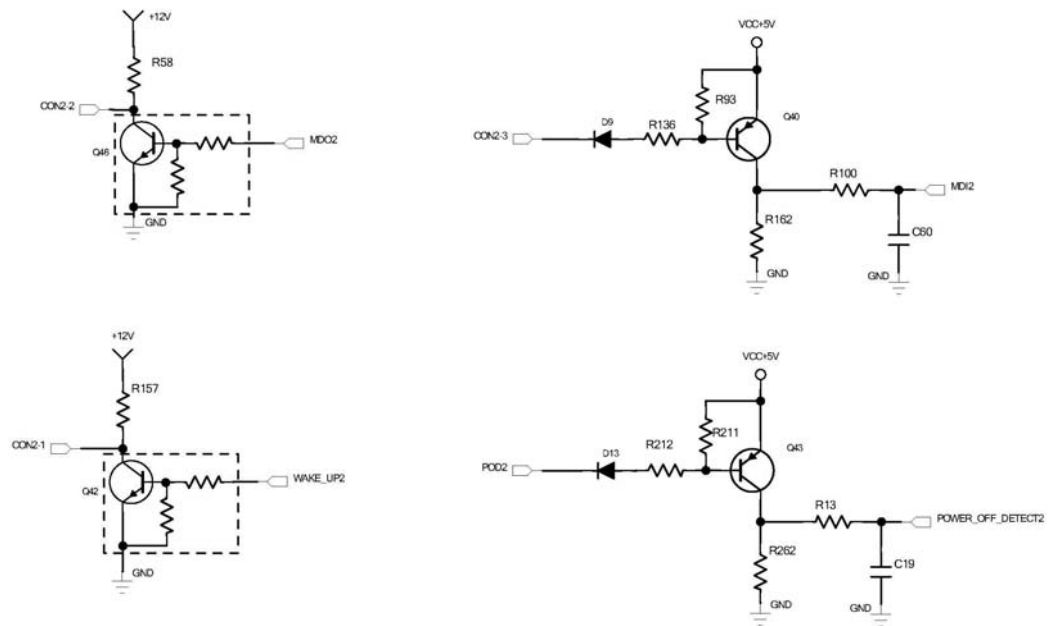 +12V
R58
CON2-2
Q46
MDO2
GND
VCC+5V
R93
Q40
D9
R136
CON2-3
R100
MDI2
R162
C60
GND
GND
+12V
R157
CON2-1
Q42
WAKE_UP2
GND
VCC+5V
R211
Q43
D13
R212
POD2
R13
POWER_OFF_DETECT2
R262
C19
GND
GND